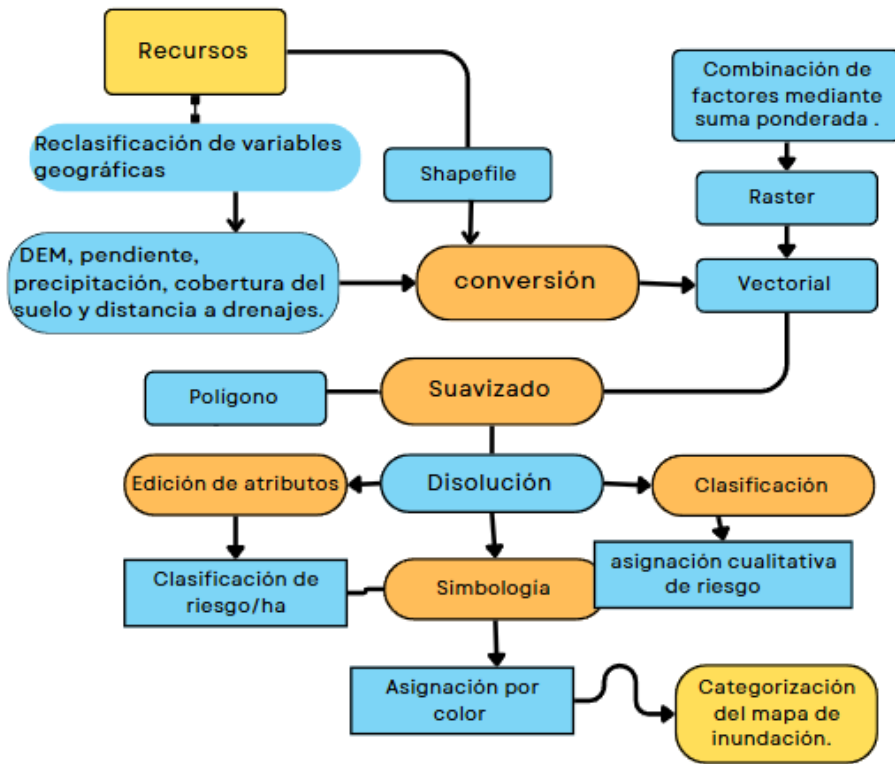 Recursos
Combinación de
factores mediante
suma ponderada .
Reclasificación de variables
geográficas
Shapefile
Raster
DEM, pendiente,
precipitación, cobertura del
suelo y distancia a drenajes.
conversión
Vectorial
Polígono
Suavizado
Edición de atributos
Disolución
Clasificación
Clasificación de
riesgo/ha
Simbología
asignación cualitativa
de riesgo
Asignación por
color
Categorización
del mapa de
inundación.